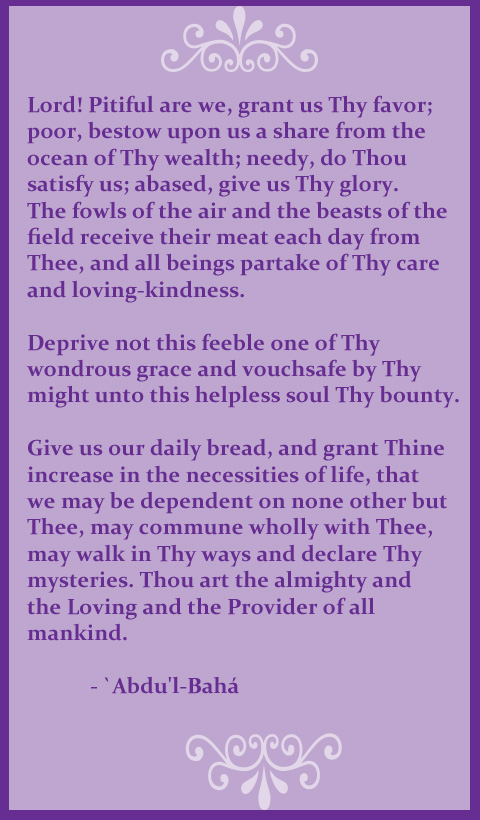 Lord! Pitiful are we, grant us Thy favor;
poor, bestow upon us a share from the
ocean of Thy wealth; needy, do Thou
satisfy us; abased, give us Thy glory.
The fowls of the air and the beasts of the
field receive their meat each day from
Thee, and all beings partake of Thy care
and loving-kindness.
Deprive not this feeble one of Thy
wondrous grace and vouchsafe by Thy
might unto this helpless soul Thy bounty.
Give us our daily bread, and grant Thine
increase in the necessities of life, that
we may be dependent on none other but
Thee, may commune wholly with Thee,
may walk in Thy ways and declare Thy
mysteries. Thou art the almighty and
the Loving and the Provider of all
mankind.
- `Abdu'l-Bahá